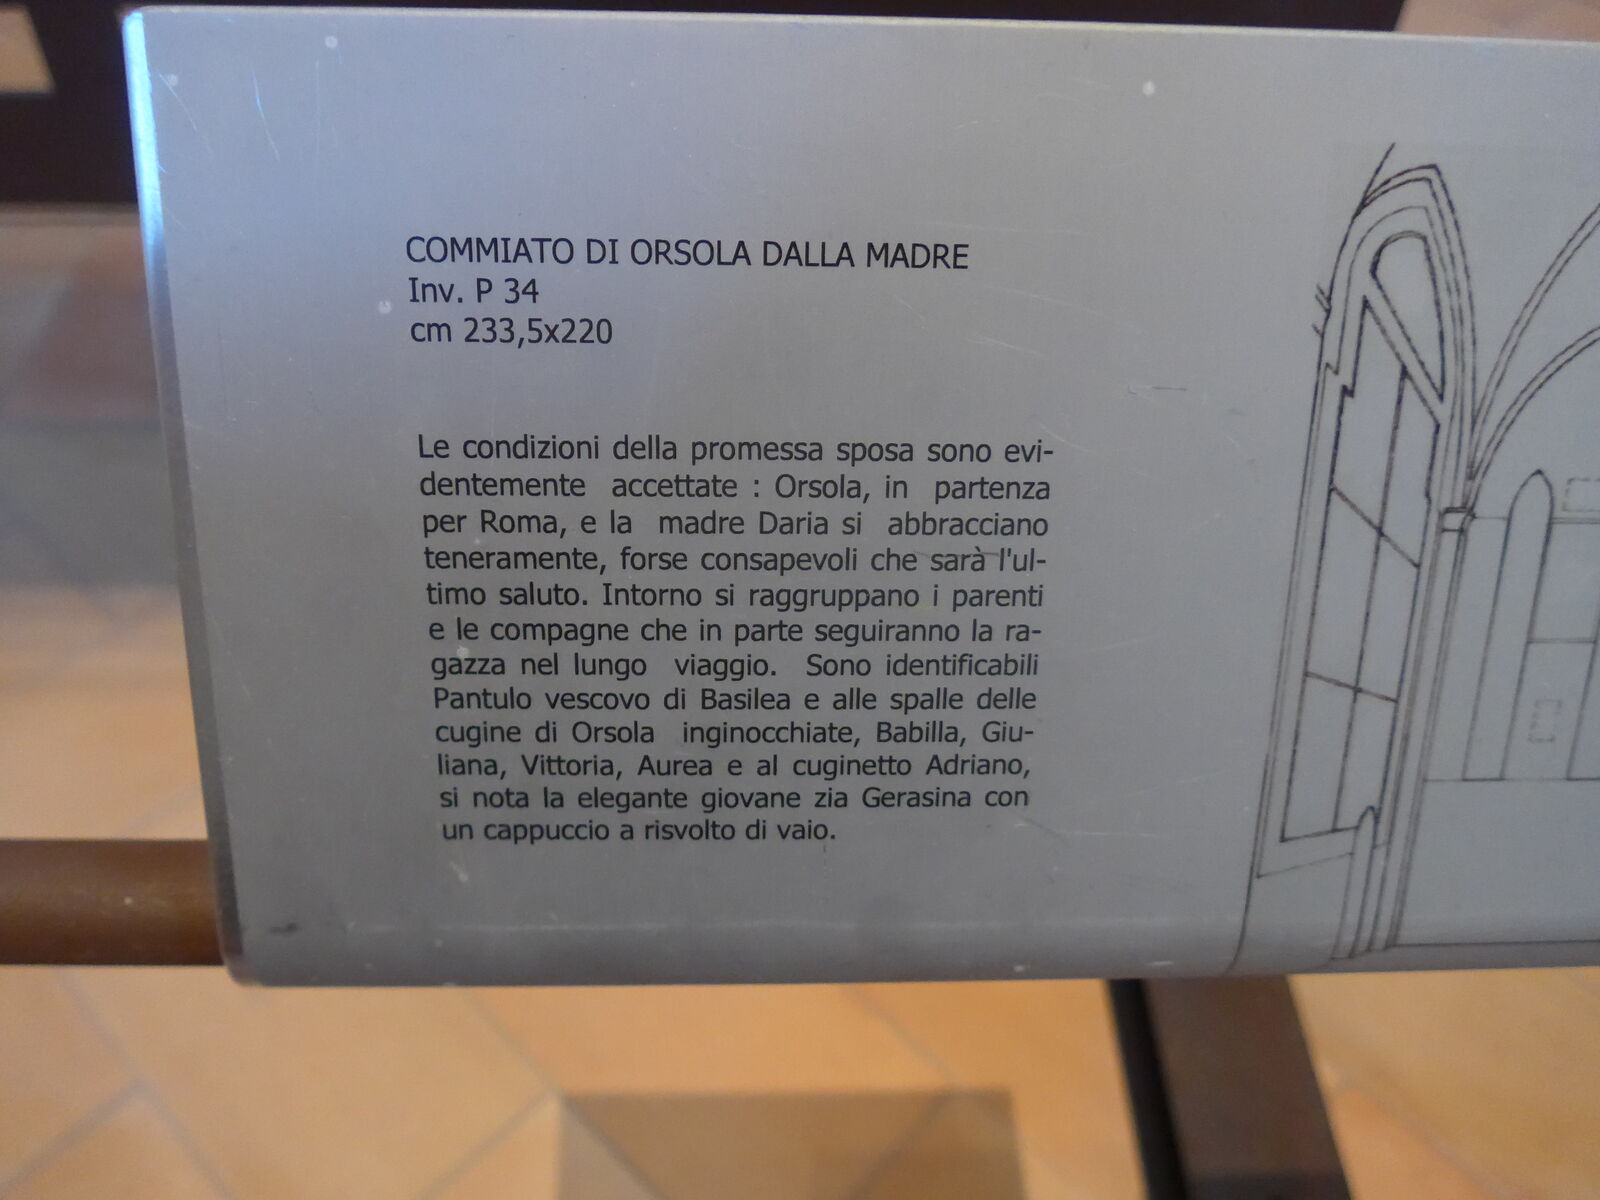 COMMIATO DI ORSOLA DALLA MADRE
Inv. P 34
cm 233,5x220
Le condizioni della promessa sposa sono evi-
dentemente accettate : Orsola, in partenza
per Roma, e la madre Daria si abbracciano
teneramente, forse consapevoli che sarà l'ul-
timo saluto. Intorno si raggruppano i parenti
e le compagne che in parte seguiranno la ra-
gazza nel lungo viaggio. Sono identificabili
Pantulo vescovo di Basilea e alle spalle delle
cugine di Orsola inginocchiate, Babilla, Giu-
liana, Vittoria, Aurea e al cuginetto Adriano,
si nota la elegante giovane zia Gerasina con
un cappuccio a risvolto di vaio.